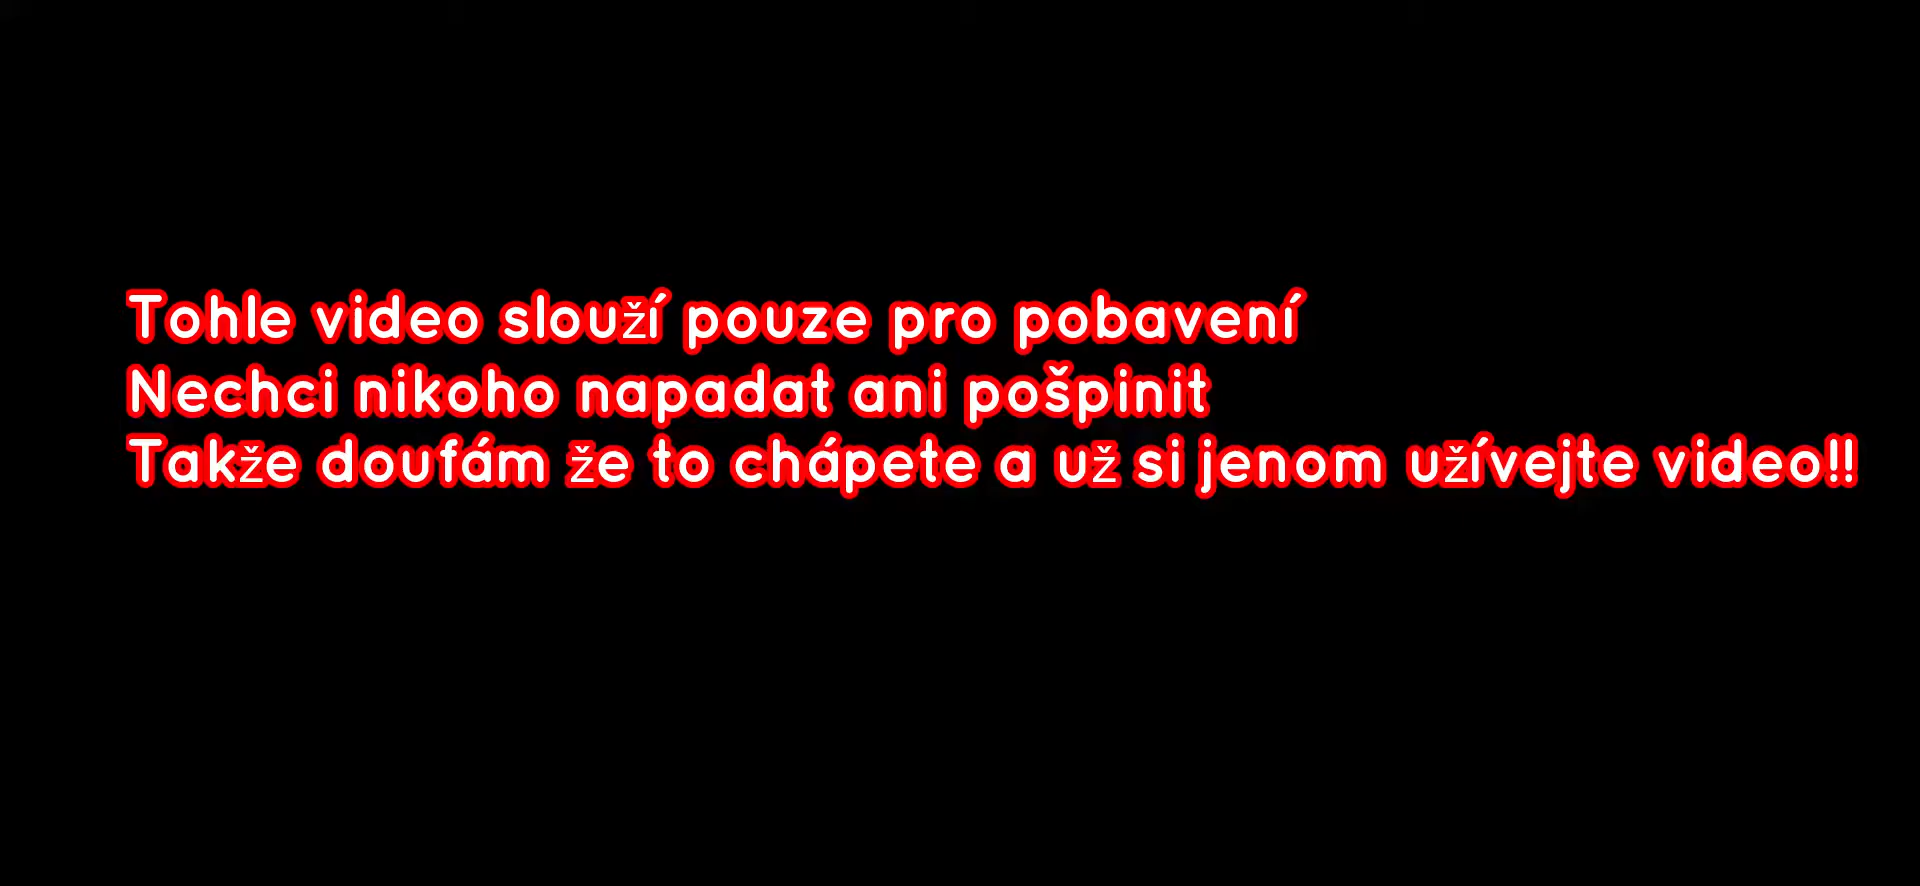 Tohle video slouží pouze pro pobavení
Nechci nikoho napadat ani pošpinit
Takže doufám že to chápete a už si jenom užívejte video!!